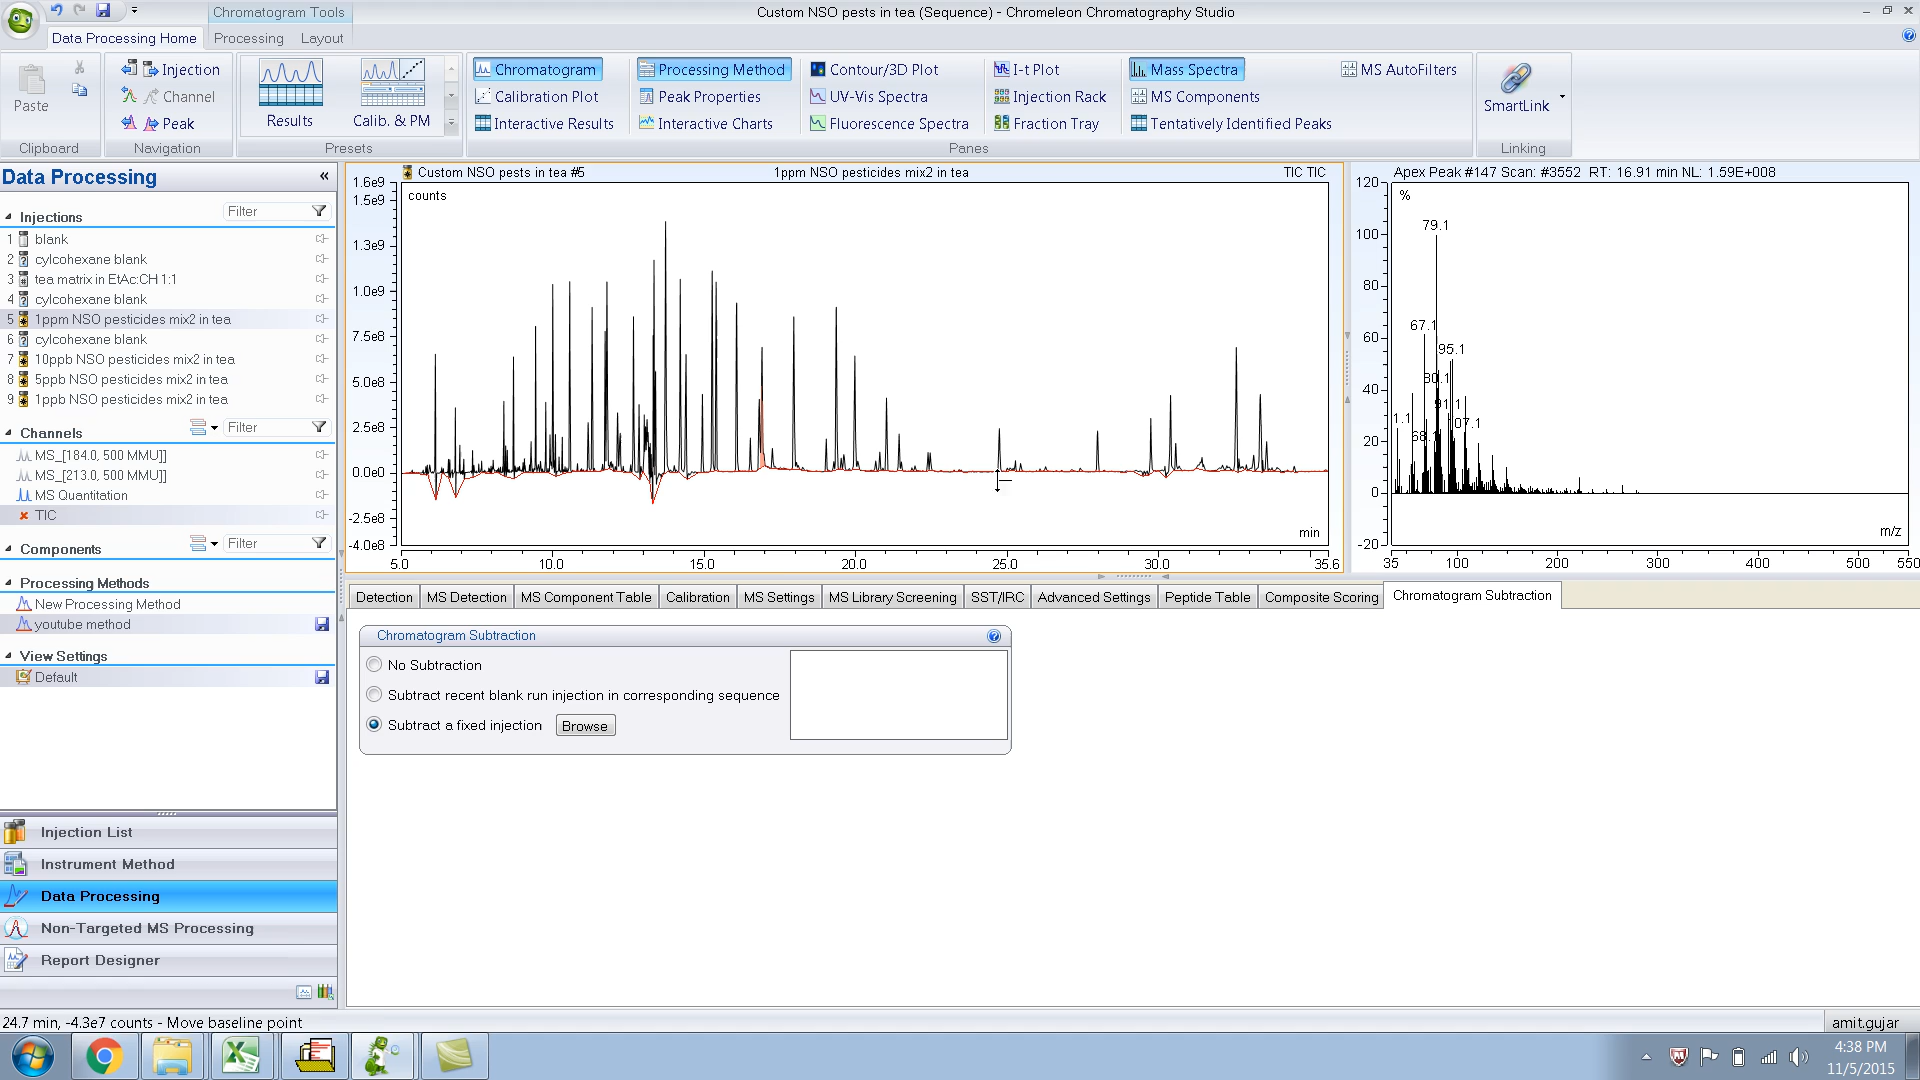 Chromatogram Tools
Custom NSO pests in tea (Sequence) - Chromeleon Chromatography Studio
Data Processing Home
Processing
Layout
Paste
Clipboard
Injection
Channel
Peak
Navigation
Results
Calib. & PM
Presets
Chromatogram
Calibration Plot
Interactive Results
Processing Method
Peak Properties
Interactive Charts
Contour/3D Plot
UV-Vis Spectra
Fluorescence Spectra
I-t Plot
Injection Rack
Fraction Tray
Mass Spectra
MS Components
Tentatively Identified Peaks
MS AutoFilters
Panes
SmartLink
Linking
Data Processing
Injections
Filter
1 blank
2 cylcohexane blank
3 tea matrix in EtAc:CH 1:1
4 cylcohexane blank
5 1ppm NSO pesticides mix2 in tea
6 cylcohexane blank
7 10ppb NSO pesticides mix2 in tea
8 5ppb NSO pesticides mix2 in tea
9 1ppb NSO pesticides mix2 in tea
Channels
Filter
MS_[184.0, 500 MMU]]
MS_[213.0, 500 MMU]]
MS Quantitation
TIC
Components
Filter
Processing Methods
New Processing Method
youtube method
View Settings
Default
Injection List
Instrument Method
Data Processing
Non-Targeted MS Processing
Report Designer
Custom NSO pests in tea #5
1ppm NSO pesticides mix2 in tea
TIC TIC
counts
1.6e9
1.5e9
1.3e9
1.0e9
7.5e8
5.0e8
2.5e8
0.0e0
-2.5e8
-4.0e8
min
5.0 10.0 15.0 20.0 25.0 30.0 35.6
Apex Peak #147 Scan: #3552 RT: 16.91 min NL: 1.59E+008
%
120
100
80
60
40
20
0
-20
79.1
67.1
95.1
80.1
m/z
35 100 200 300 400 500 550
Detection
MS Detection
MS Component Table
Calibration
MS Settings
MS Library Screening
SST/IRC
Advanced Settings
Peptide Table
Composite Scoring
Chromatogram Subtraction
Chromatogram Subtraction
No Subtraction
Subtract recent blank run injection in corresponding sequence
Subtract a fixed injection
Browse
24.7 min, -4.3e7 counts - Move baseline point
amit.gujar
4:38 PM
11/5/2015